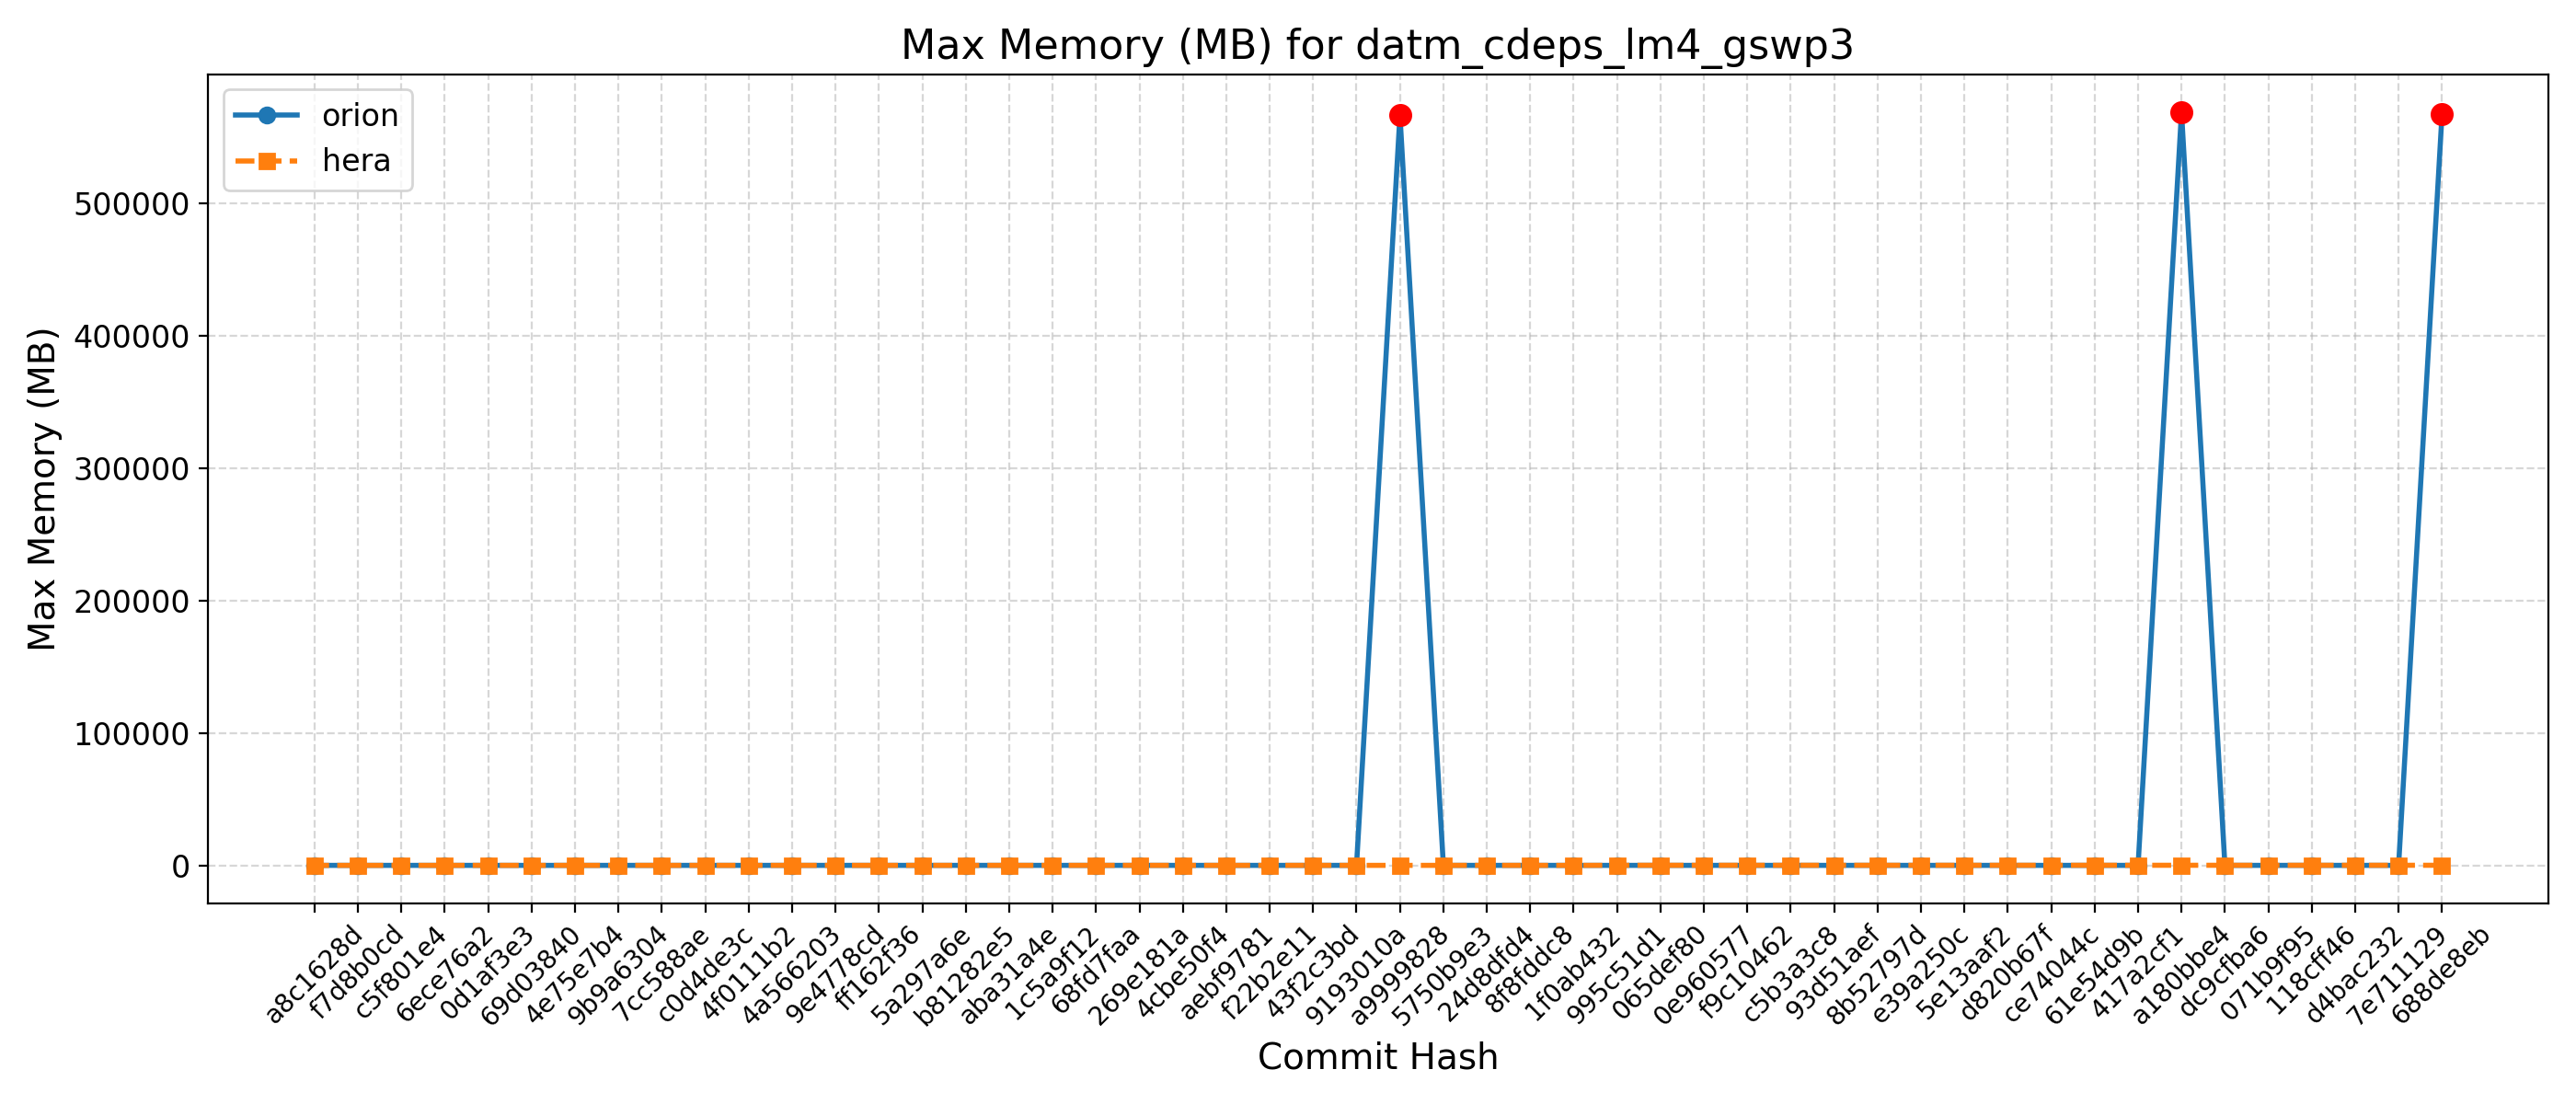 Max Memory (MB) for datm_cdeps_lm4_gswp3
orion
hera
Max Memory (MB)
500000
400000
300000
200000
100000
0
a8c1628d
f7d8b0cd
c5f801e4
6ece76a2
0d1af3e3
69d03840
4e75e7b4
9b9a6304
7cc588ae
c0d4de3c
4f0111b2
4a566203
9e4778cd
ff162f36
5a297a6e
b81282e5
aba31a4e
1c5a9f12
68fd7faa
269e181a
4cbe50f4
aebf9781
f22b2e11
43f2c3bd
9193010a
a9999828
5750b9e3
24d8dfd4
8f8fddc8
1f0ab432
995c51d1
065def80
0e960577
f9c10462
c5b3a3c8
93d51aef
8b52797d
e39a250c
5e13aaf2
d820b67f
ce74044c
61e54d9b
417a2cf1
a180bbe4
dc9cfba6
071b9f95
118cff46
d4bac232
7e711129
688de8eb
Commit Hash